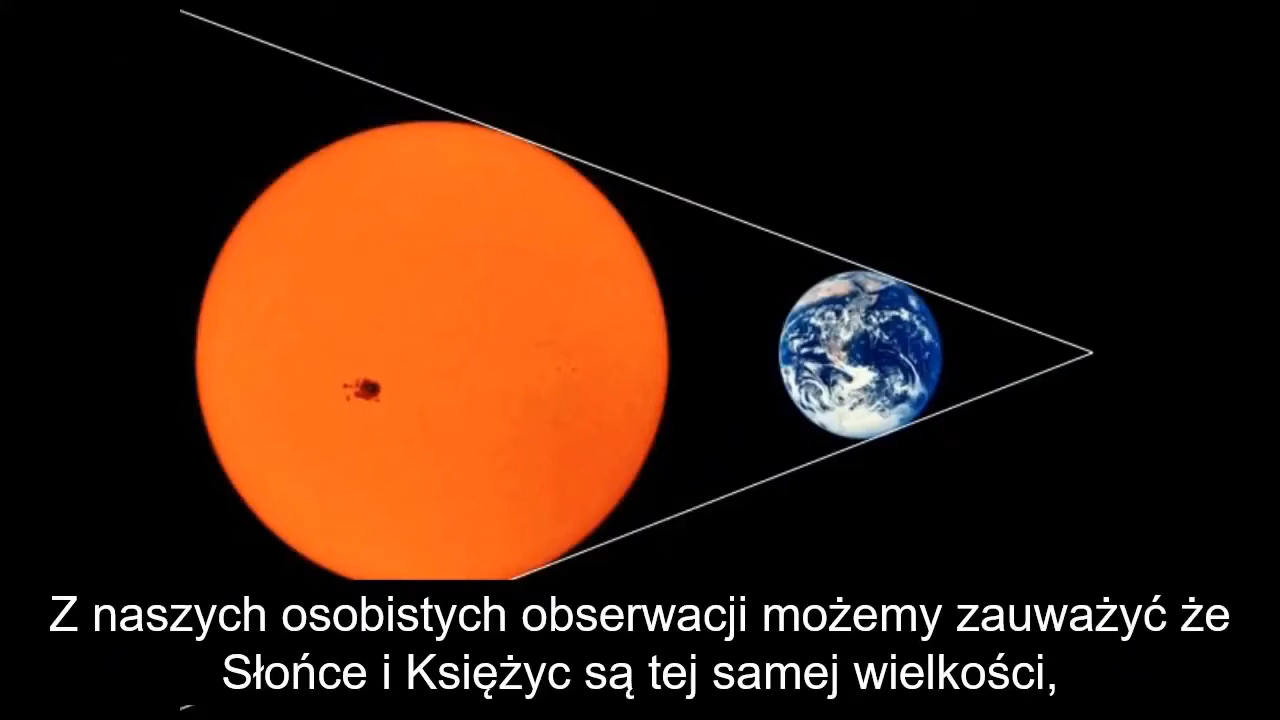 Z naszych osobistych obserwacji możemy zauważyć że
Słońce i Księżyc są tej samej wielkości,